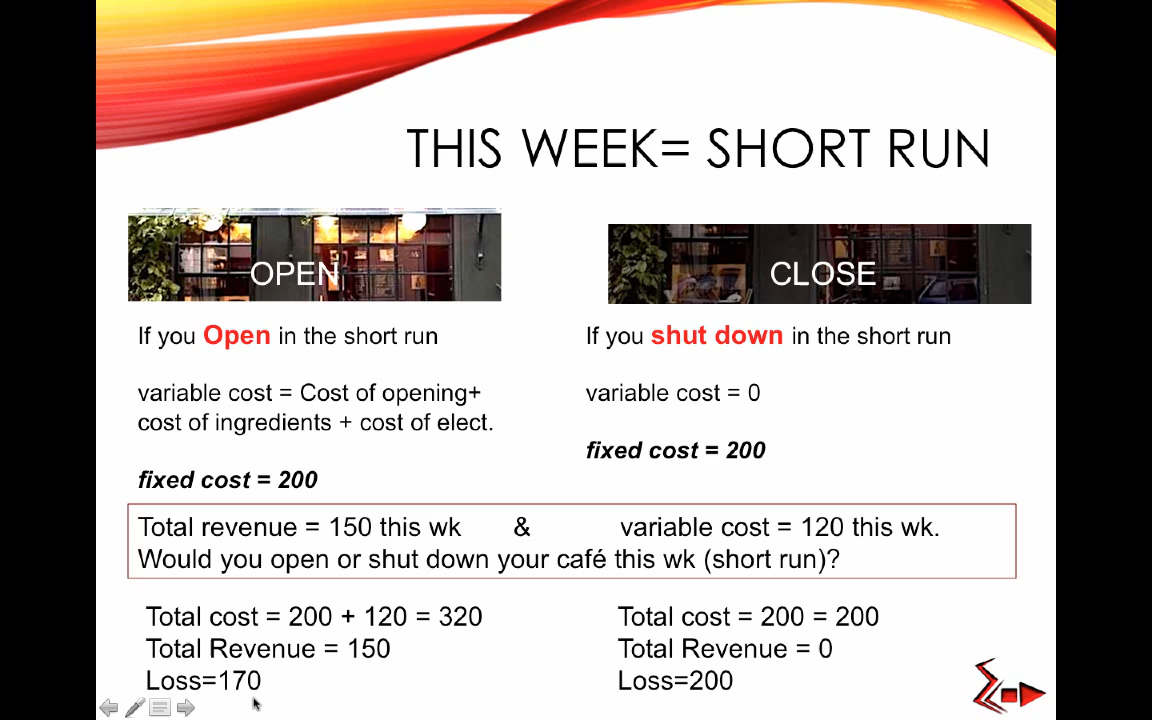 THIS WEEK= SHORT RUN
OPEN
If you Open in the short run
variable cost = Cost of opening+
cost of ingredients + cost of elect.
fixed cost = 200
CLOSE
If you shut down in the short run
variable cost = 0
fixed cost = 200
Total revenue = 150 this wk & variable cost = 120 this wk.
Would you open or shut down your café this wk (short run)?
Total cost = 200 + 120 = 320
Total Revenue = 150
Loss=170
Total cost = 200 = 200
Total Revenue = 0
Loss=200